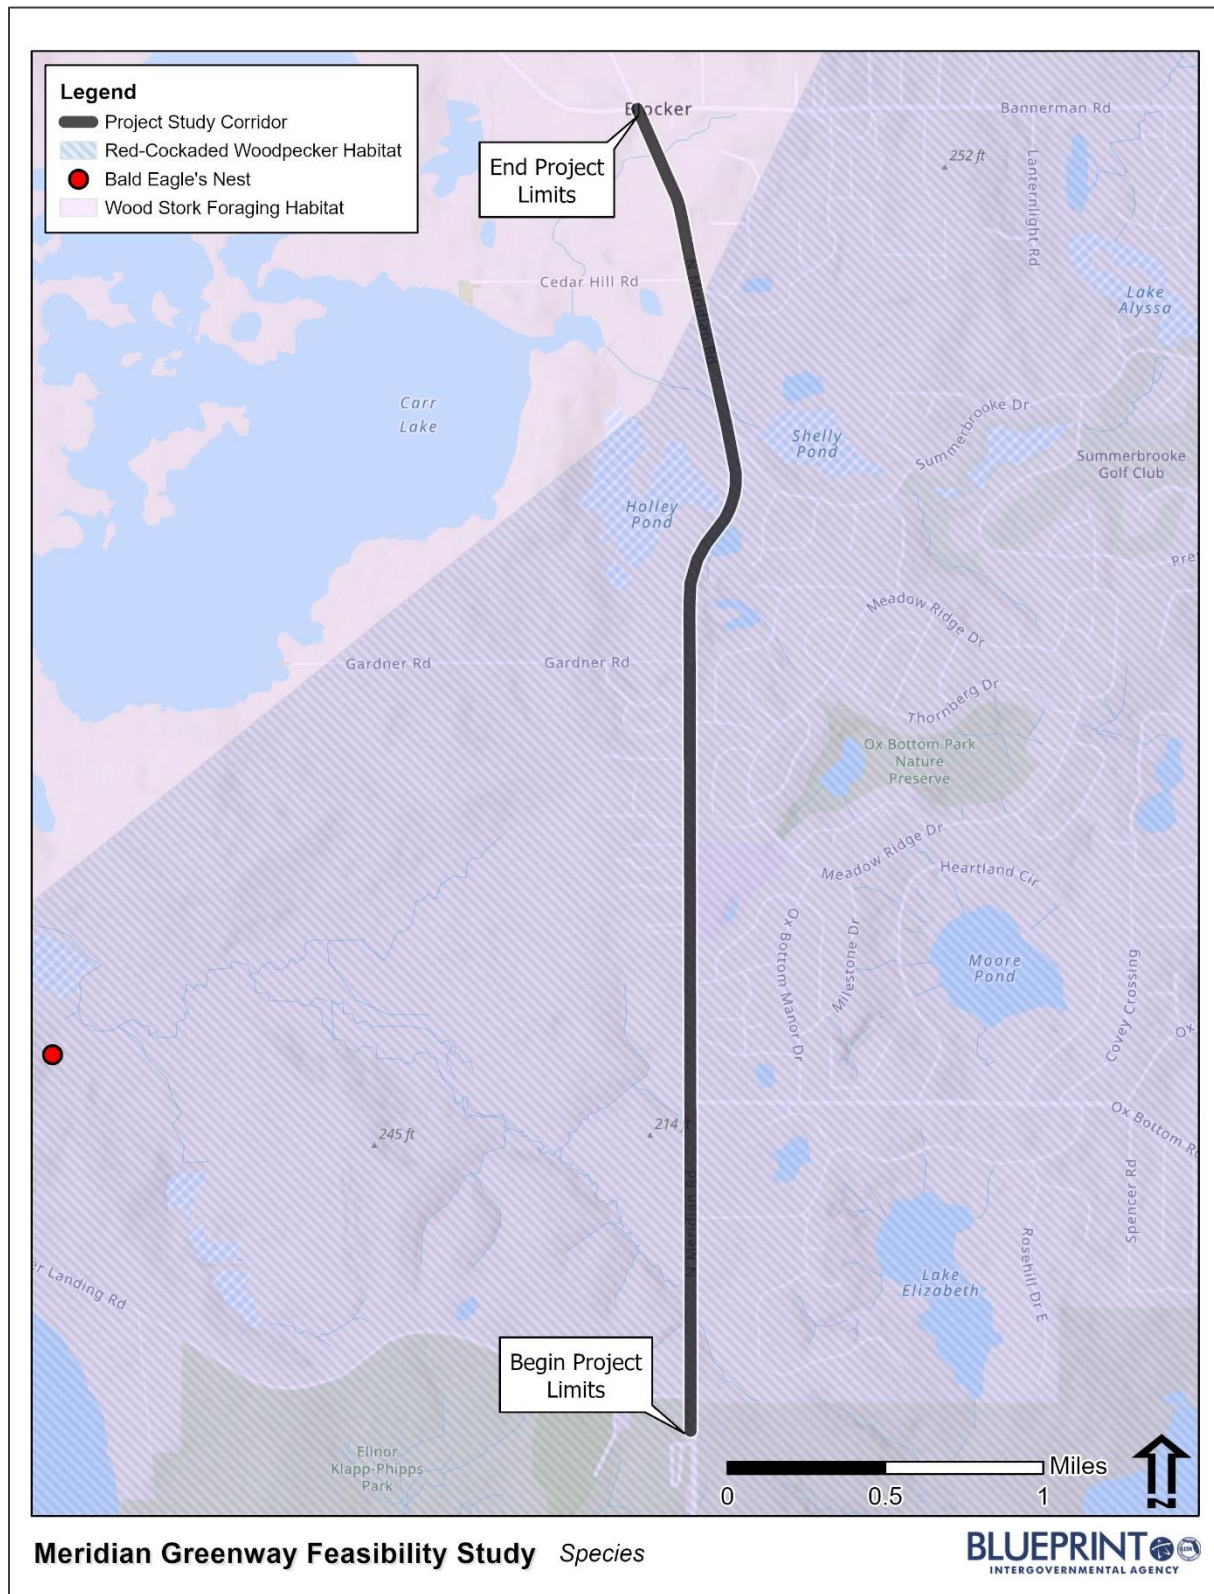 Legend
Project Study Corridor
Red-Cockaded Woodpecker Habitat
Bald Eagle's Nest
Wood Stork Foraging Habitat
Bannerman Rd
End Project
Limits
252 ft
Lanternlight Rd
Cedar Hill Rd
N Meridian Rd
Lake
Alyssa
Carr
Lake
Summerbrooke Dr
Shelly
Pond
Summerbrooke
Golf Club
Holley
Pond
Meadow Ridge Dr
Gardner Rd
Gardner Rd
Thornberg Dr
Ox Bottom Park
Nature
Preserve
Meadow Ridge Dr
Heartland Cir
Ox Bottom Manor Dr
Milestone Dr
Moore
Pond
Covey Crossing
Ox
245 ft
214 ft
Ox Bottom Rd
N Meridian Rd
Spencer Rd
Rosehill Dr E
er Landing Rd
Lake
Elizabeth
Begin Project
Limits
Elinor
Klapp-Phipps
Park
Miles
0 0.5 1
N
Meridian Greenway Feasibility Study Species
BLUEPRINT
INTERGOVERNMENTAL AGENCY